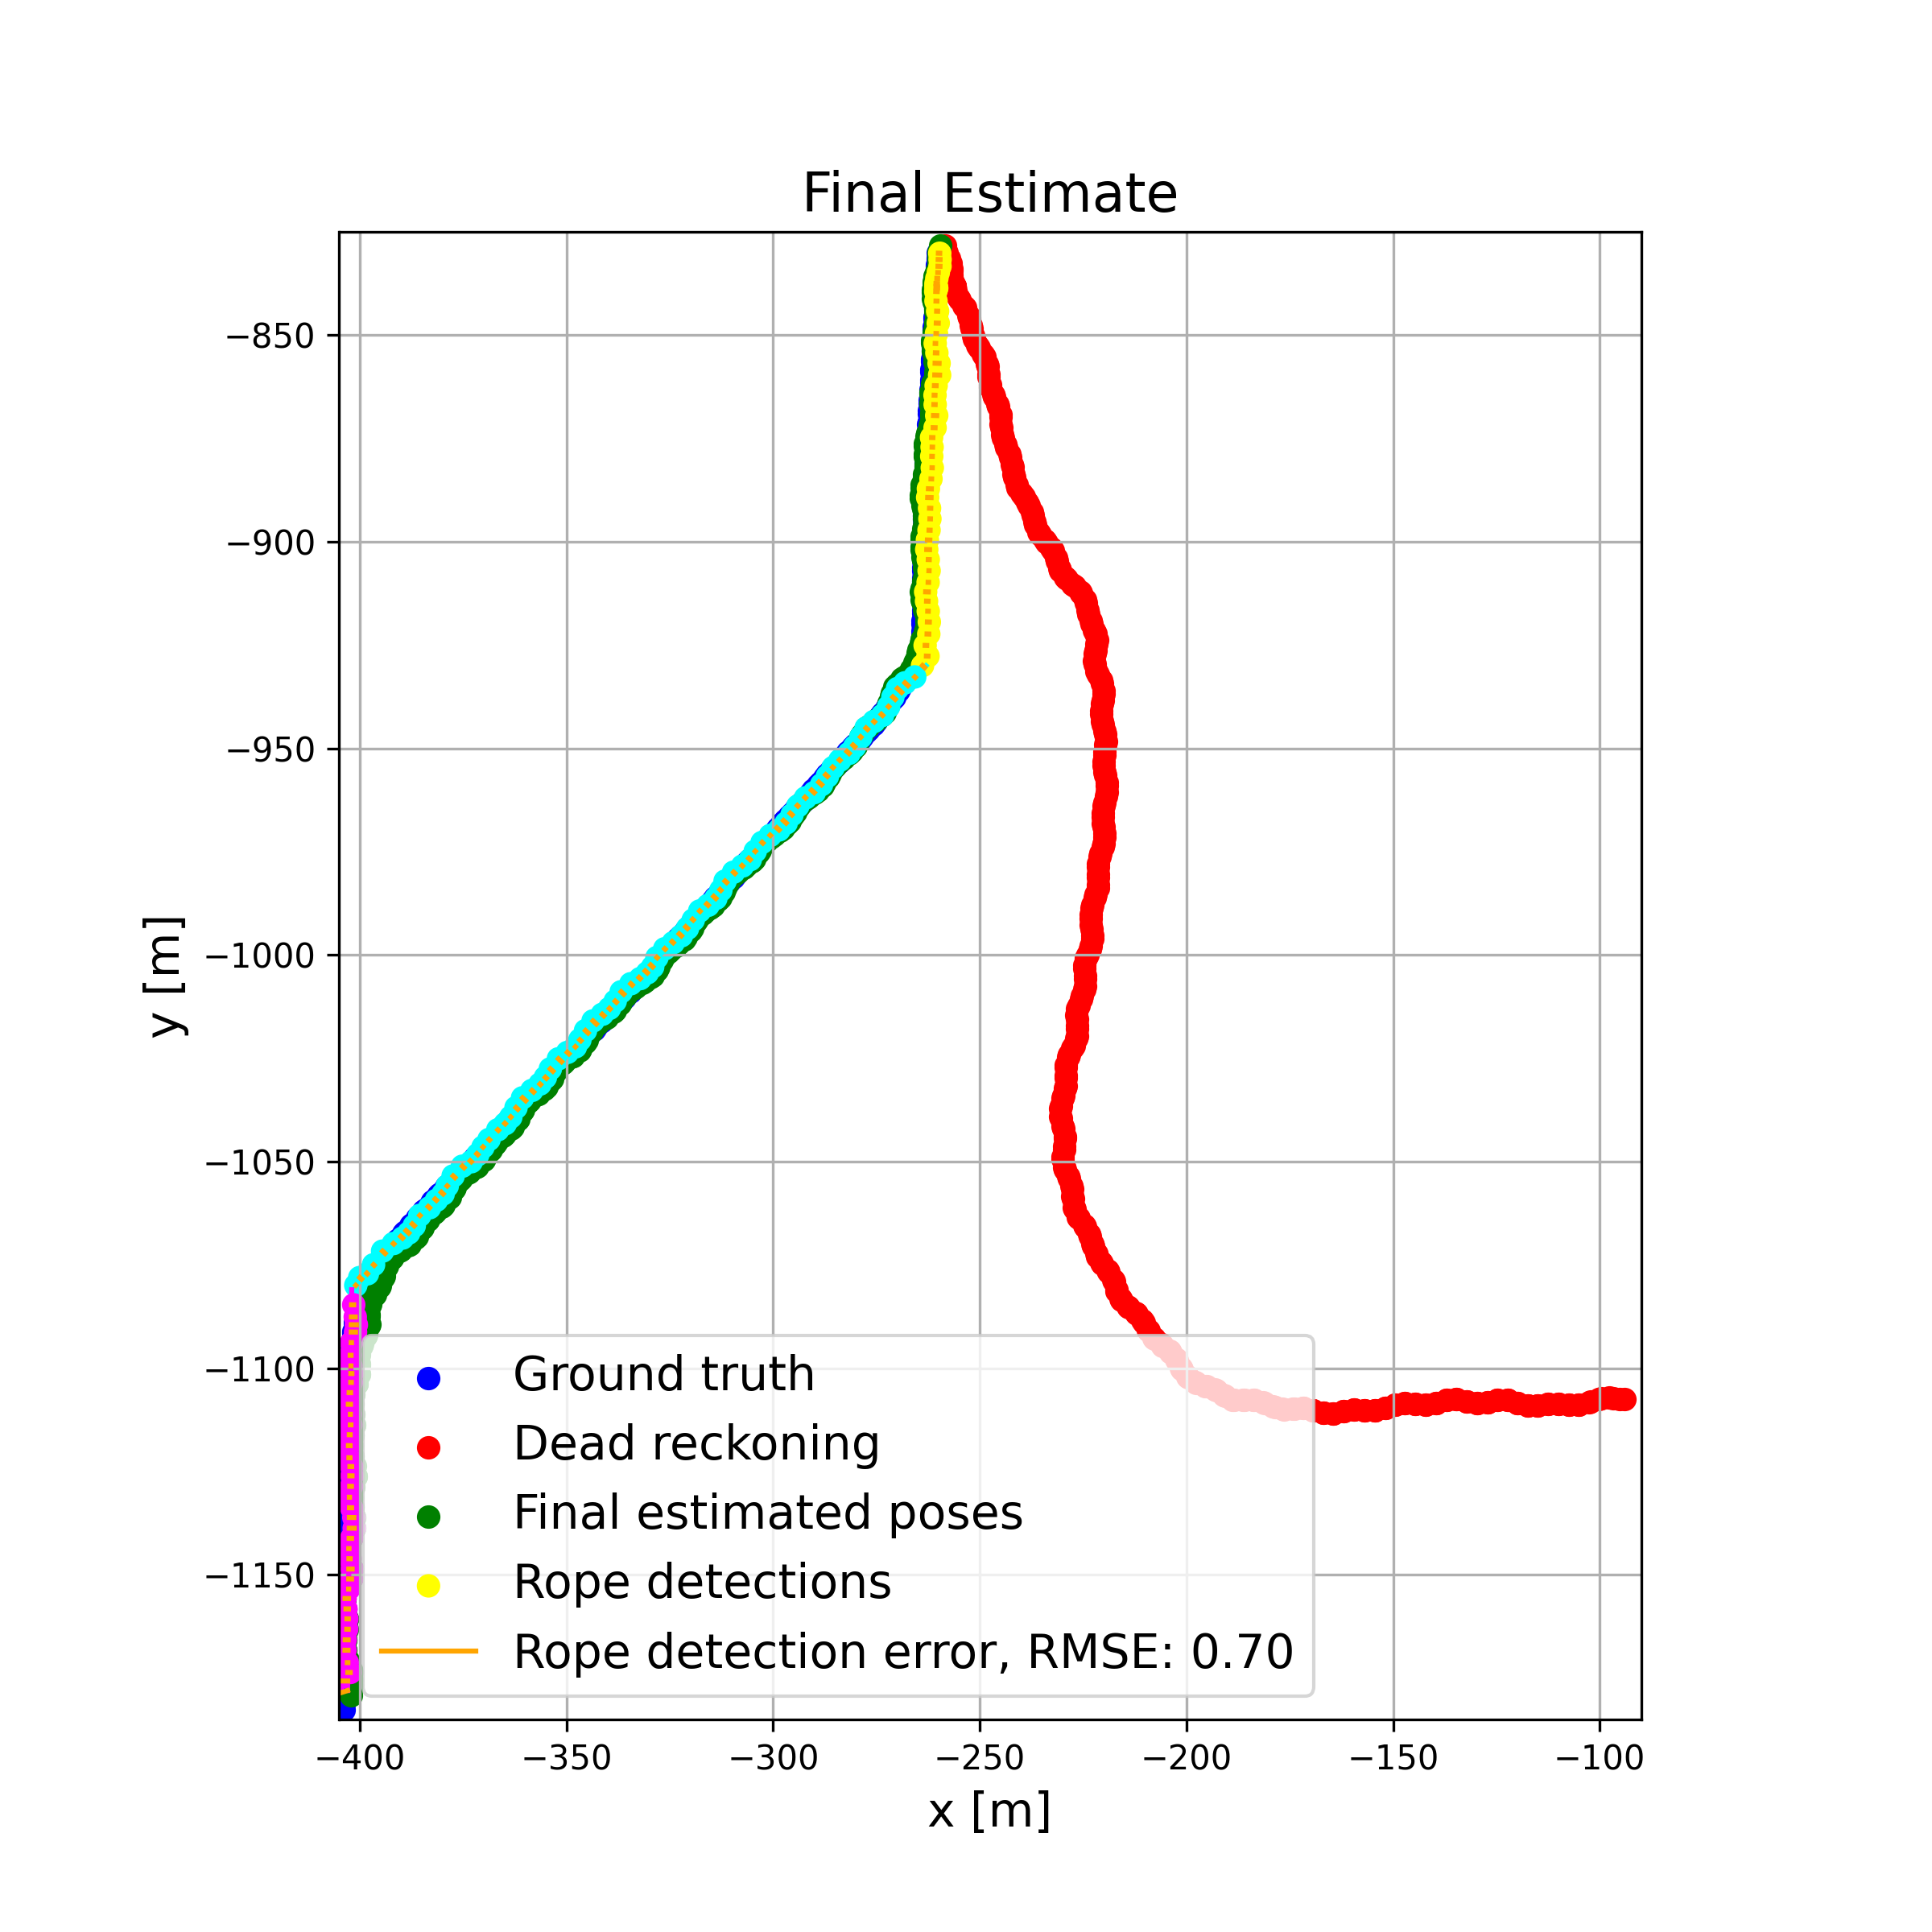 Final Estimate
y [m]
−850
−900
−950
−1000
−1050
−1100
−1150
Ground truth
Dead reckoning
Final estimated poses
Rope detections
Rope detection error, RMSE: 0.70
−400 −350 −300 −250 −200 −150 −100
x [m]